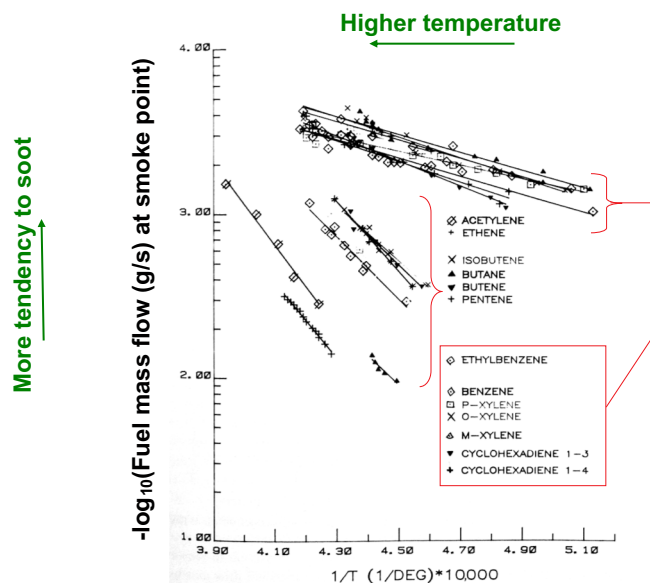 Higher temperature
More tendency to soot
-log10(Fuel mass flow (g/s) at smoke point)
4.00
3.00
2.00
1.00
ACETYLENE
ETHENE
ISOBUTENE
BUTANE
BUTENE
PENTENE
ETHYLBENZENE
BENZENE
P-XYLENE
O-XYLENE
M-XYLENE
CYCLOHEXADIENE 1-3
CYCLOHEXADIENE 1-4
3.90 4.10 4.30 4.50 4.70 4.90 5.10
1/T (1/DEG)*10,000